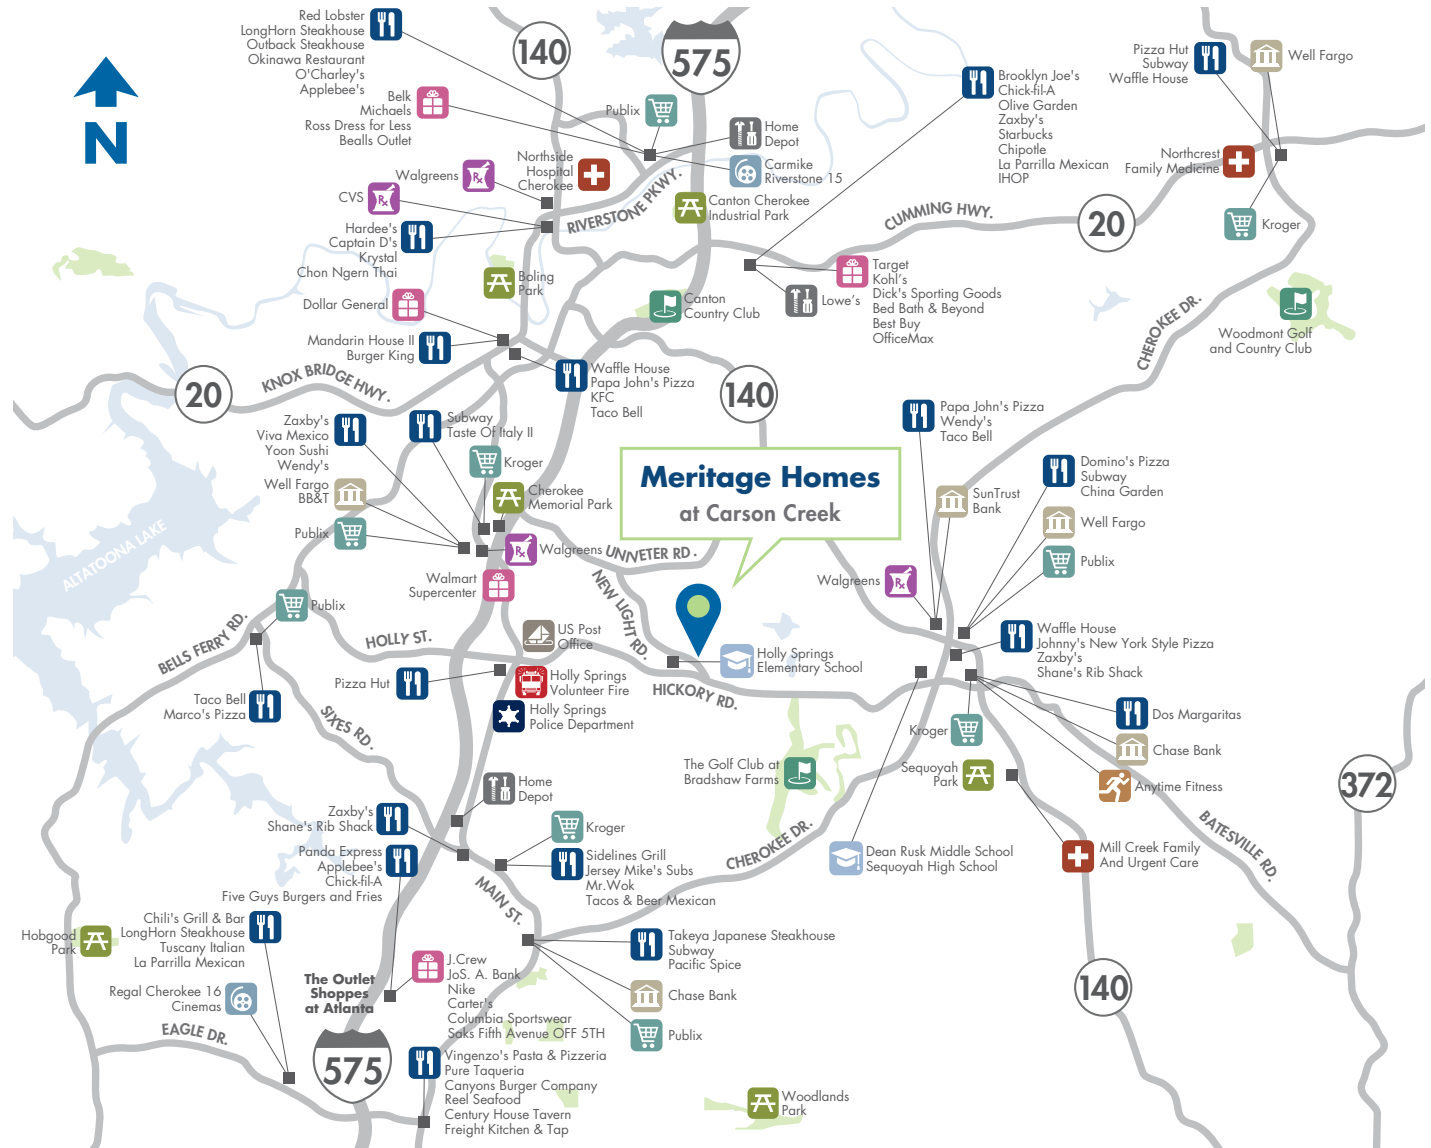 Red Lobster
LongHorn Steakhouse
Outback Steakhouse
Okinawa Restaurant
O'Charley's
Applebee's
140
575
Pizza Hut
Subway
Waffle House
Well Fargo
Brooklyn Joe's
Chick-fil-A
Olive Garden
Zaxby's
Starbucks
Chipotle
La Parrilla Mexican
IHOP
Belk
Michaels
Ross Dress for Less
Bealls Outlet
Publix
Home
Depot
Carmike
Riverstone 15
N
Northside
Hospital
Cherokee
Walgreens
Rx
CVS
Rx
Northcrest
Family Medicine
RIVERSTONE PKWY.
Canton Cherokee
Industrial Park
CUMMING HWY.
20
Kroger
Hardee's
Captain D's
Krystal
Chon Ngern Thai
Boling
Park
Target
Kohl's
Dick's Sporting Goods
Bed Bath & Beyond
Best Buy
OfficeMax
Lowe's
Dollar General
Canton
Country Club
CHEROKEE DR.
Woodmont Golf
and Country Club
Mandarin House II
Burger King
Waffle House
Papa John's Pizza
KFC
Taco Bell
20
KNOX BRIDGE HWY.
140
Zaxby's
Viva Mexico
Yoon Sushi
Wendy's
Subway
Taste Of Italy II
Papa John's Pizza
Wendy's
Taco Bell
Kroger
Meritage Homes
at Carson Creek
Domino's Pizza
Subway
China Garden
Well Fargo
BB&T
Cherokee
Memorial Park
SunTrust
Bank
Well Fargo
Publix
Rx
Walgreens
UNIVETER RD.
Publix
ALTATOONA LAKE
Walmart
Supercenter
NEW LIGHT RD.
Walgreens
Rx
Publix
BELLS FERRY RD.
HOLLY ST.
US Post
Office
Holly Springs
Elementary School
Waffle House
Johnny's New York Style Pizza
Zaxby's
Shane's Rib Shack
Pizza Hut
Holly Springs
Volunteer Fire
HICKORY RD.
Taco Bell
Marco's Pizza
Holly Springs
Police Department
SIXES RD.
Dos Margaritas
Kroger
Chase Bank
The Golf Club at
Bradshaw Farms
Sequoyah
Park
Anytime Fitness
372
Home
Depot
Zaxby's
Shane's Rib Shack
Kroger
BATESVILLE RD.
CHEROKEE DR.
Panda Express
Applebee's
Chick-fil-A
Five Guys Burgers and Fries
Sidelines Grill
Jersey Mike's Subs
Mr.Wok
Tacos & Beer Mexican
Dean Rusk Middle School
Sequoyah High School
Mill Creek Family
And Urgent Care
MAIN ST.
Chili's Grill & Bar
LongHorn Steakhouse
Tuscany Italian
La Parrilla Mexican
Hobgood
Park
Takeya Japanese Steakhouse
Subway
Pacific Spice
The Outlet
Shoppes
at Atlanta
J.Crew
JoS. A. Bank
Nike
Carter's
Columbia Sportswear
Saks Fifth Avenue OFF 5TH
Regal Cherokee 16
Cinemas
Chase Bank
140
EAGLE DR.
Publix
575
Vingenzo's Pasta & Pizzeria
Pure Taqueria
Canyons Burger Company
Reel Seafood
Century House Tavern
Freight Kitchen & Tap
Woodlands
Park